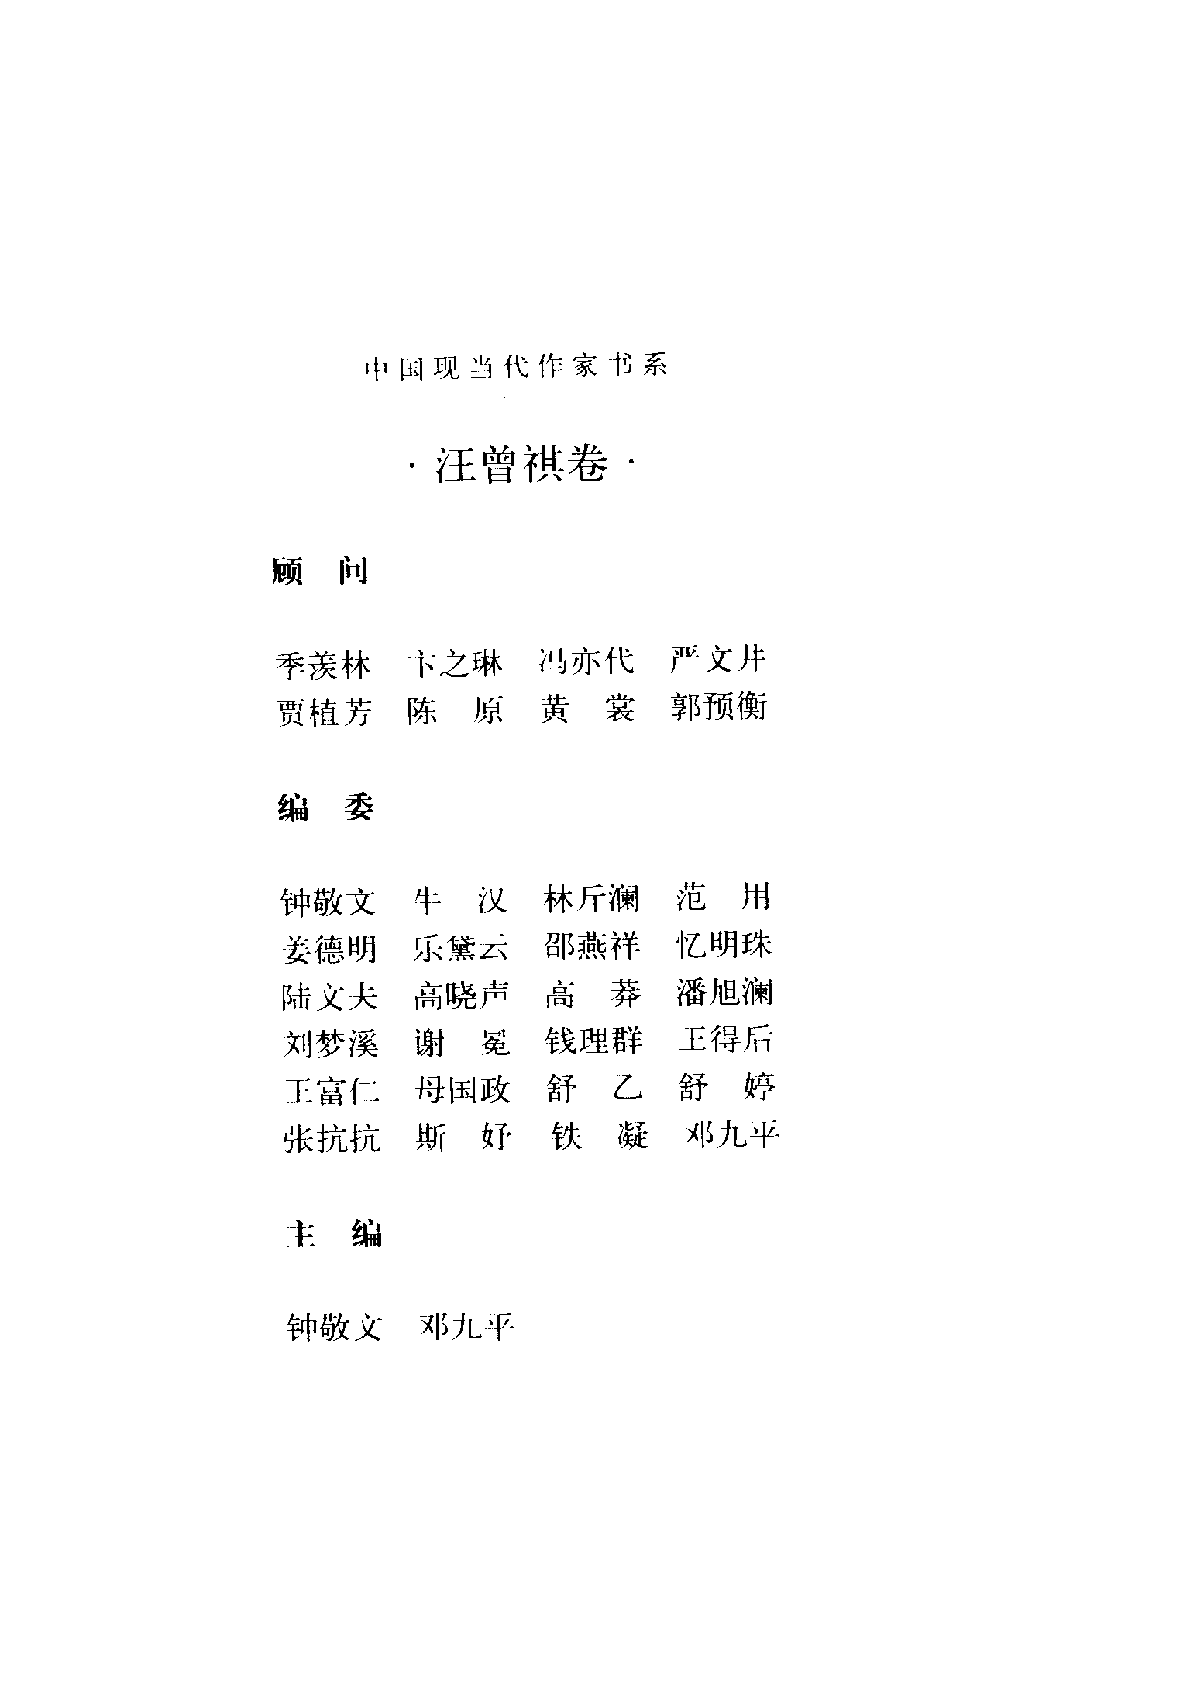 中国现当代作家书系
·汪曾祺卷·
顾 问
季羡林 卞之琳 冯亦代 严文井
贾植芳 陈 原 黄 裳 郭预衡
编 委
钟敬文 牛 汉 林斤澜 范 用
姜德明 乐黛云 邵燕祥 忆明珠
陆文夫 高晓声 高 莽 潘旭澜
刘梦溪 谢 冕 钱理群 王得后
王富仁 母国政 舒 乙 舒 婷
张抗抗 斯 妤 铁 凝 邓九平
主 编
钟敬文 邓九平